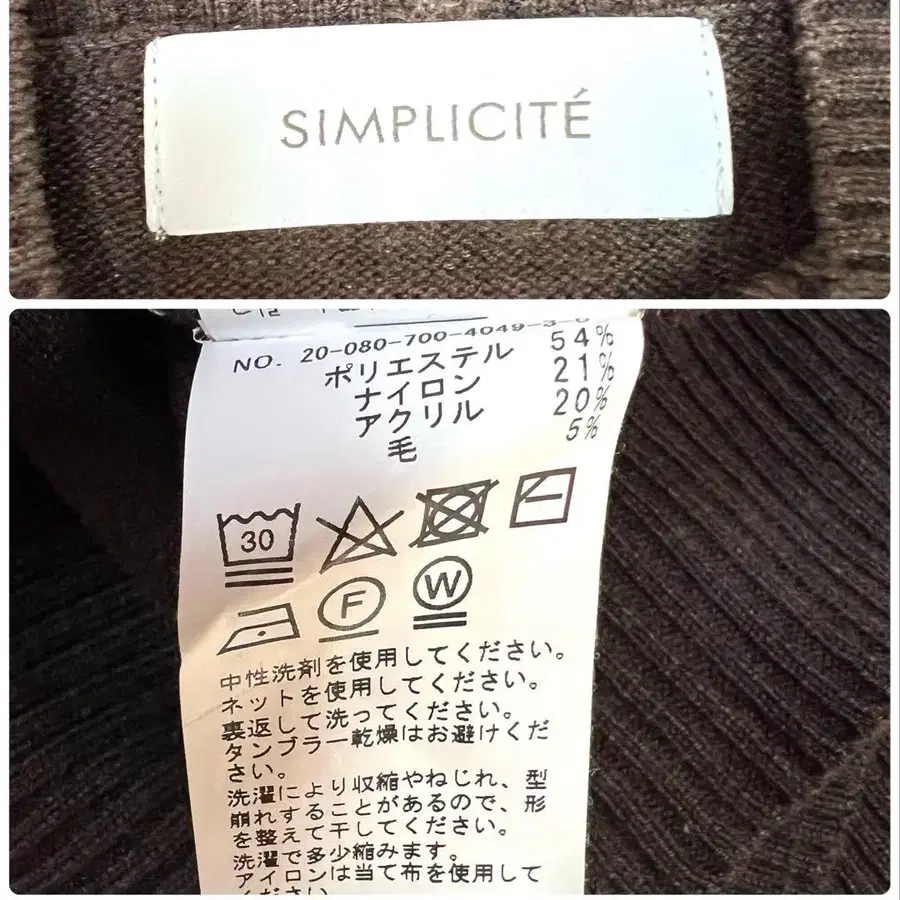 SIMPLICITÉ
NO. 20-080-700-4049-3-
ポリエステル 54%
ナイロン 21%
アクリル 20%
毛 5%
30
F
W
中性洗剤を使用してください。
ネットを使用してください。
裏返して洗ってください。
タンブラー乾燥はお避けくだ
さい。
洗濯により収縮やねじれ、型
崩れすることがあるので、形
を整えて干してください。
洗濯で多少縮みます。
アイロンは当て布を使用して
ください。